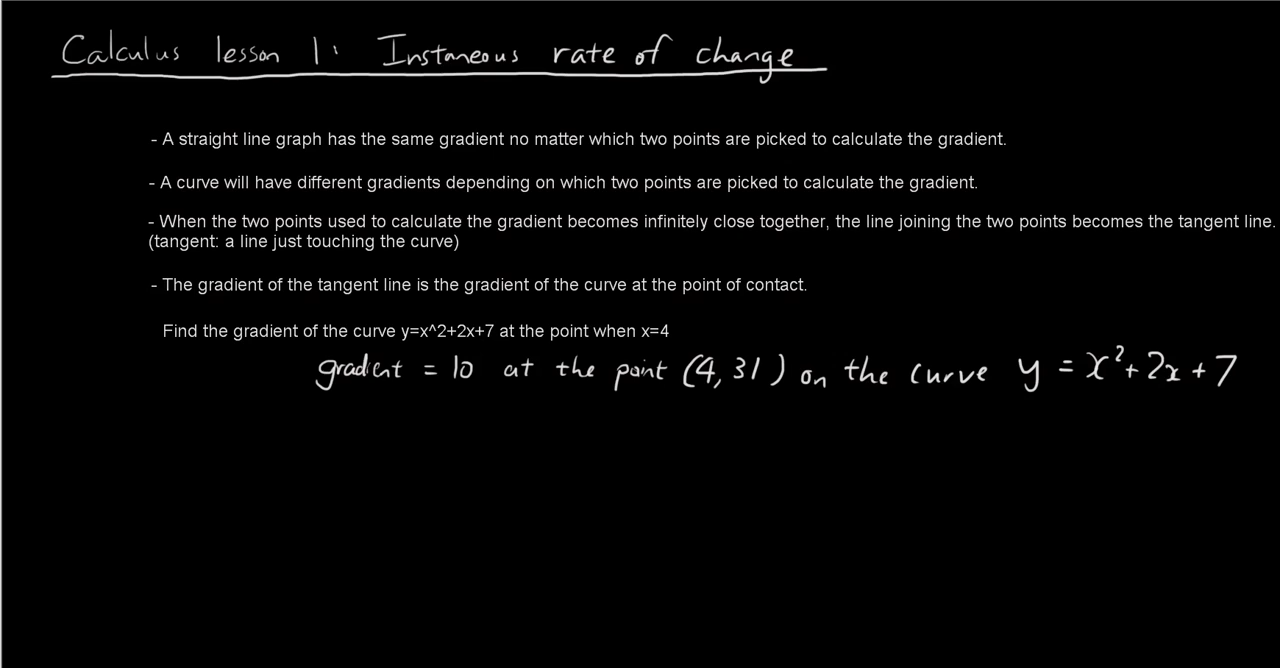 Calculus lesson 1: Instaneous rate of change
- A straight line graph has the same gradient no matter which two points are picked to calculate the gradient.
- A curve will have different gradients depending on which two points are picked to calculate the gradient.
- When the two points used to calculate the gradient becomes infinitely close together, the line joining the two points becomes the tangent line.
(tangent: a line just touching the curve)
- The gradient of the tangent line is the gradient of the curve at the point of contact.
Find the gradient of the curve y=x^2+2x+7 at the point when x=4
gradient = 10 at the point (4, 31) on the curve y = x² + 2x + 7